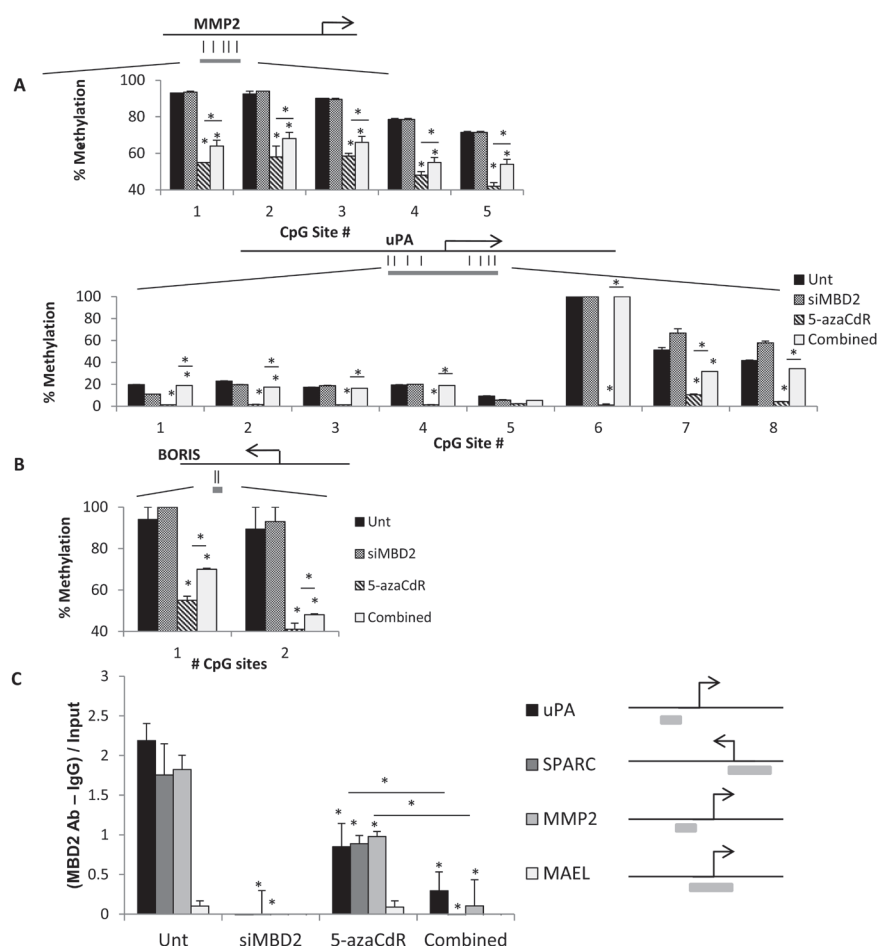 MMP2
A
100
80
60
40
% Methylation
* * * * *
* * * * * * * * * *
1 2 3 4 5
CpG Site #
uPA
100
80
60
40
20
0
% Methylation
* * * * * * *
* * * * * * * * *
1 2 3 4 5 6 7 8
CpG Site #
Unt
siMBD2
5-azaCdR
Combined
B
BORIS
100
80
60
40
% Methylation
* *
* * * *
1 2
# CpG sites
Unt
siMBD2
5-azaCdR
Combined
C
3
2.5
2
1.5
1
0.5
0
(MBD2 Ab – IgG) / Input
*
*
* * * * * * * *
Unt siMBD2 5-azaCdR Combined
uPA
SPARC
MMP2
MAEL